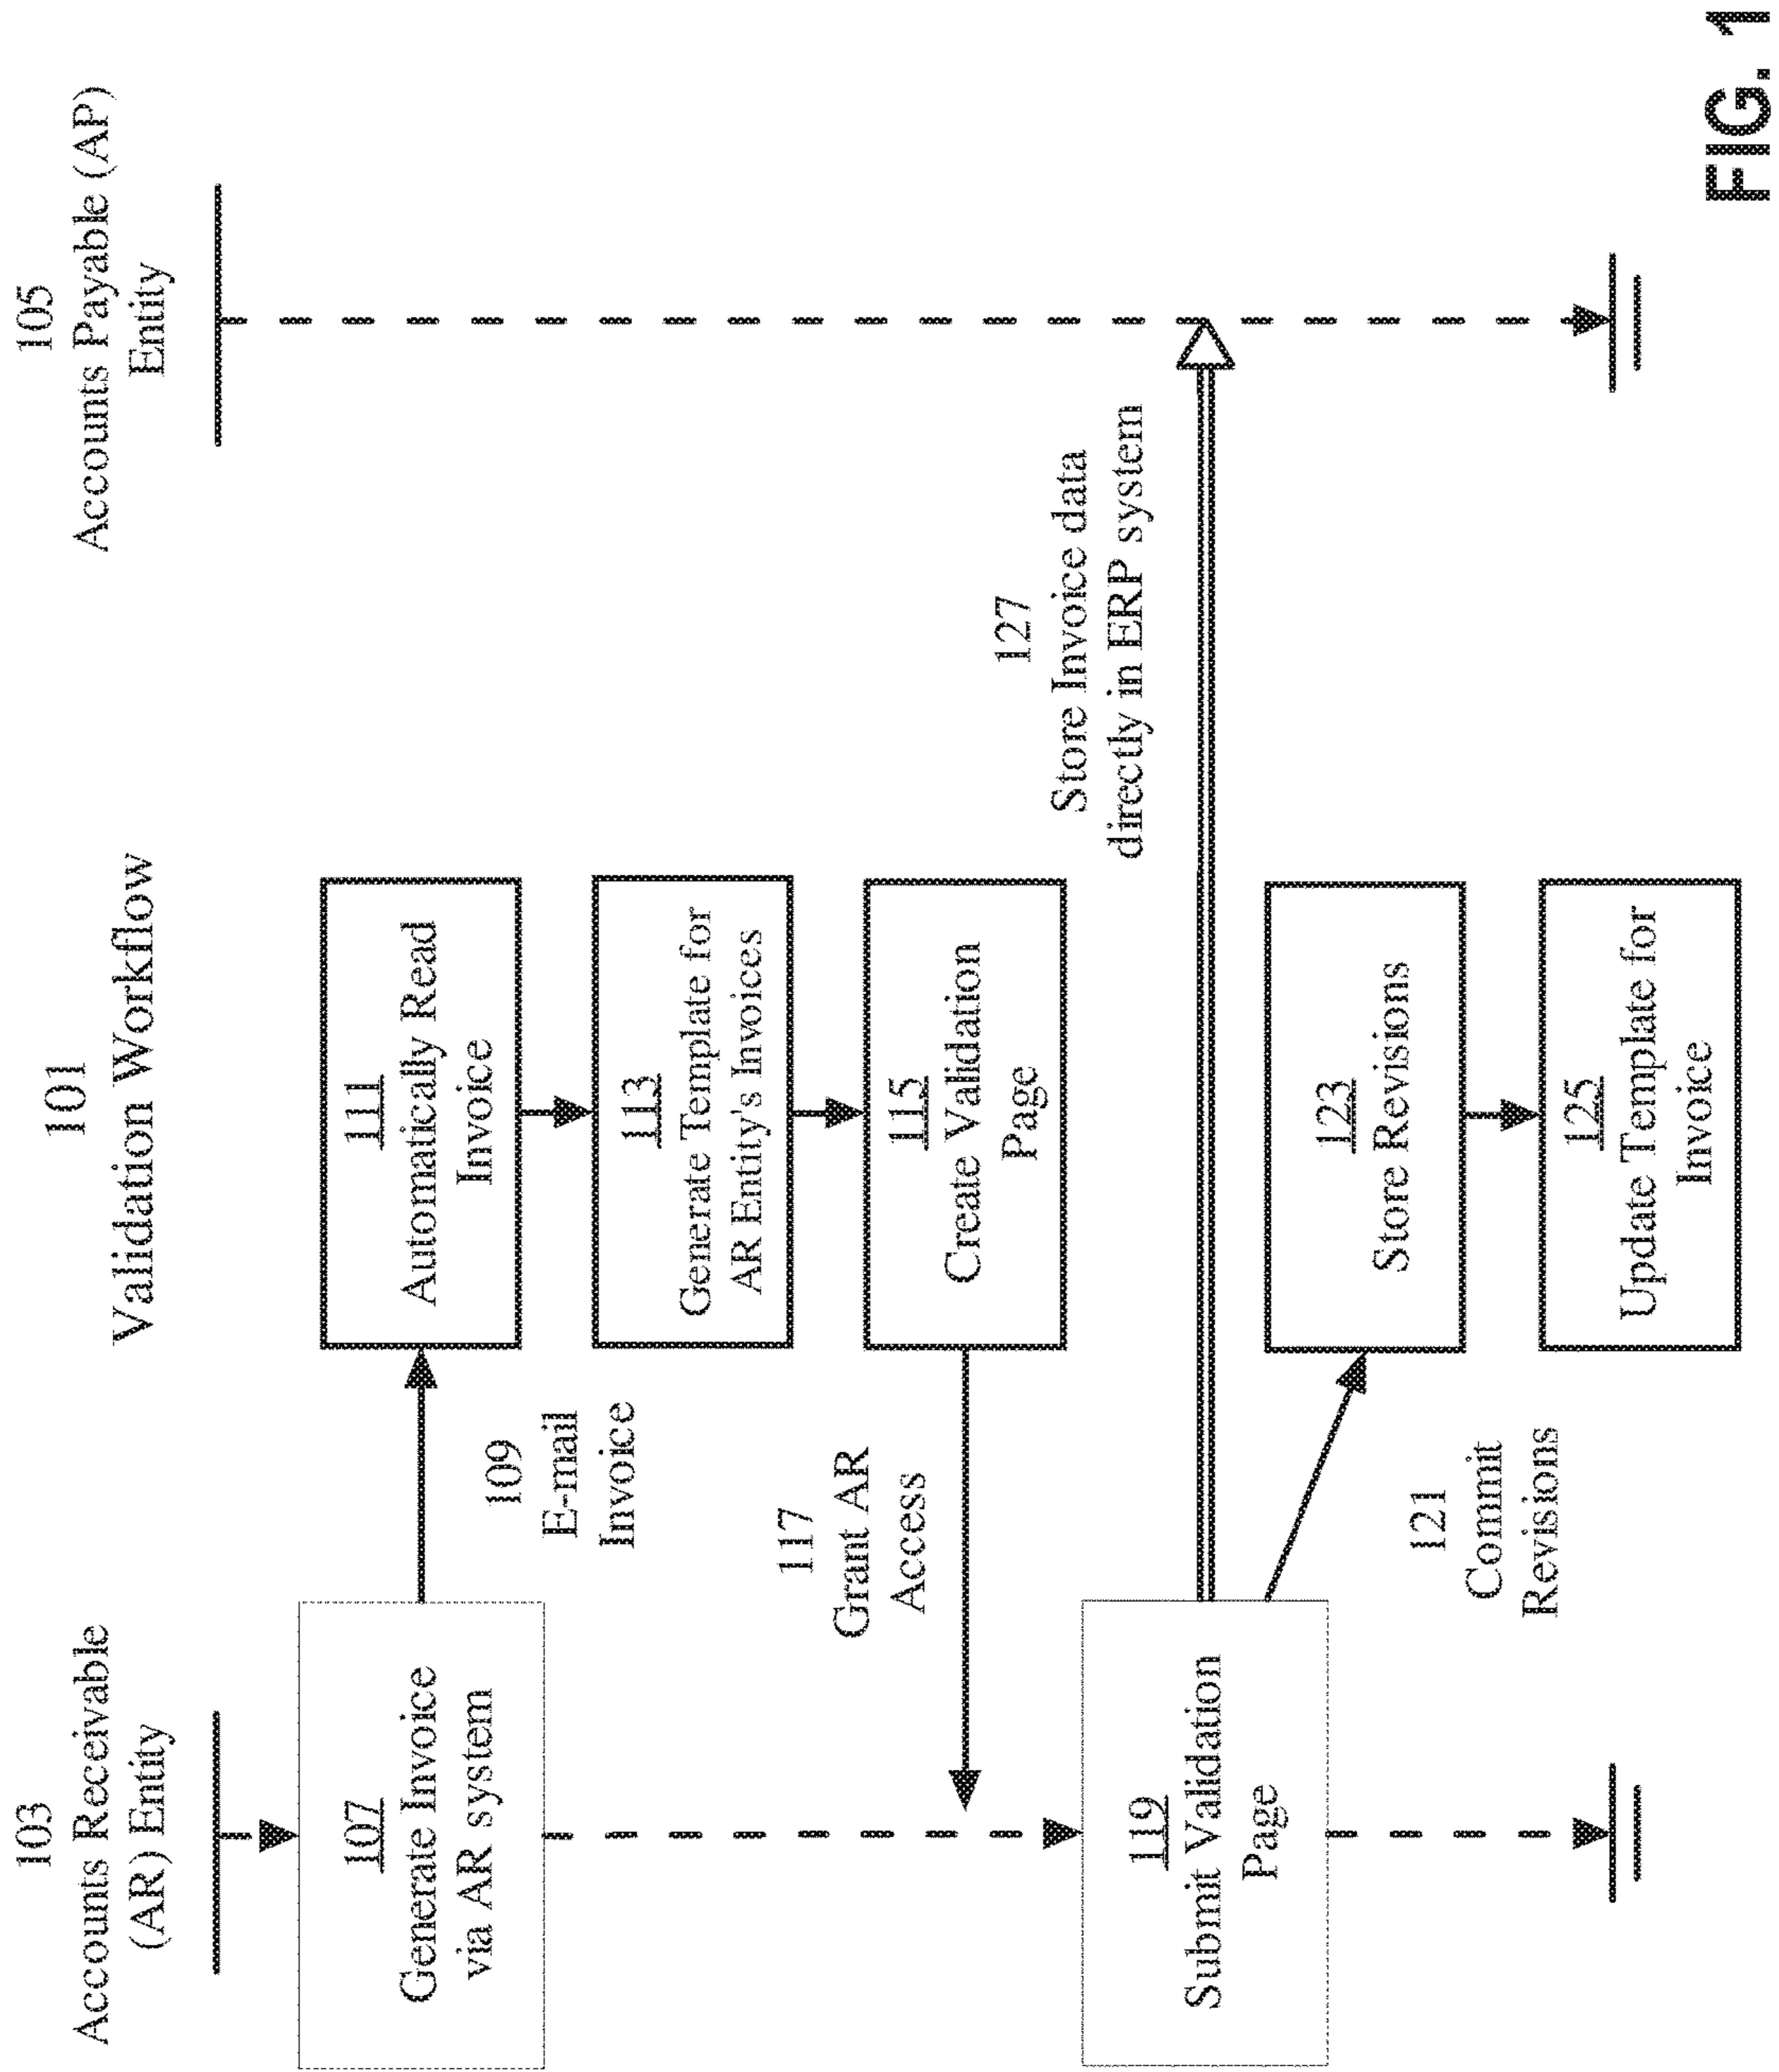 103
Accounts Receivable
(AR) Entity
101
Validation Workflow
105
Accounts Payable (AP)
Entity
107
Generate Invoice
via AR system
109
E-mail
Invoice
111
Automatically Read
Invoice
113
Generate Template for
AR Entity's Invoices
115
Create Validation
Page
117
Grant AR
Access
119
Submit Validation
Page
127
Store Invoice data
directly in ERP system
121
Commit
Revisions
123
Store Revisions
125
Update Template for
Invoice
FIG. 1